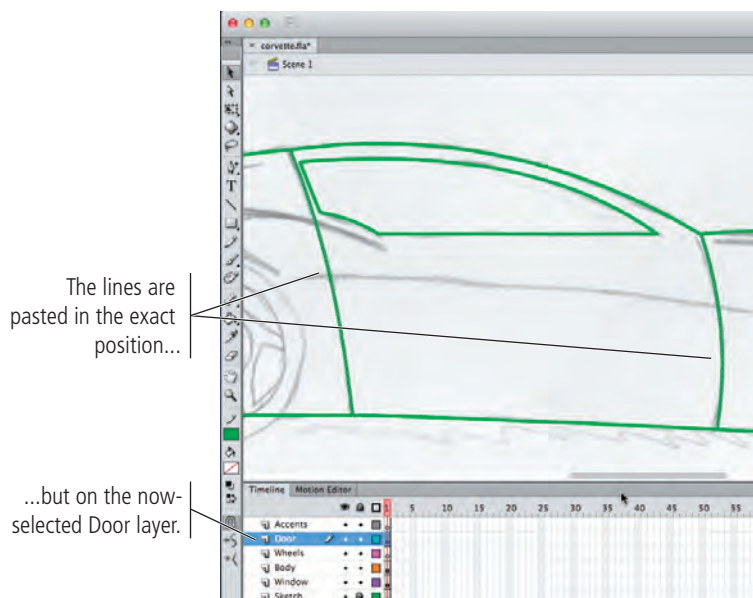 corvette.fla*
Scene 1
T
The lines are
pasted in the exact
position...
...but on the now-
selected Door layer.
Timeline Motion Editor
1 5 10 15 20 25 30 35 40 45 50 55
Accents
Door
Wheels
Body
Window
Sketch